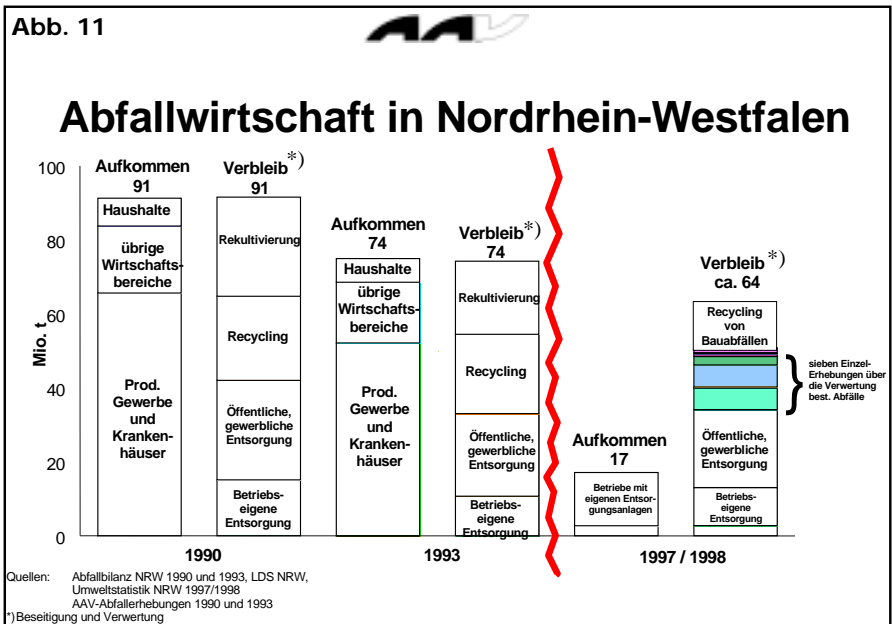 Abb. 11
AAV
Abfallwirtschaft in Nordrhein-Westfalen
Mio. t
100
80
60
40
20
0
Aufkommen
91
Haushalte
übrige
Wirtschafts-
bereiche
Prod.
Gewerbe
und
Kranken-
häuser
Verbleib*)
91
Rekultivierung
Recycling
Öffentliche,
gewerbliche
Entsorgung
Betriebs-
eigene
Entsorgung
1990
Aufkommen
74
Haushalte
übrige
Wirtschafts-
bereiche
Prod.
Gewerbe
und
Kranken-
häuser
Verbleib*)
74
Rekultivierung
Recycling
Öffentliche,
gewerbliche
Entsorgung
Betriebs-
eigene
Entsorgung
1993
Aufkommen
17
Betriebe mit
eigenen Entsor-
gungsanlagen
Verbleib*)
ca. 64
Recycling
von
Bauabfällen
Öffentliche,
gewerbliche
Entsorgung
Betriebs-
eigene
Entsorgung
sieben Einzel-
Erhebungen über
die Verwertung
best. Abfälle
1997 / 1998
Quellen: Abfallbilanz NRW 1990 und 1993, LDS NRW,
Umweltstatistik NRW 1997/1998
AAV-Abfallerhebungen 1990 und 1993
*)Beseitigung und Verwertung